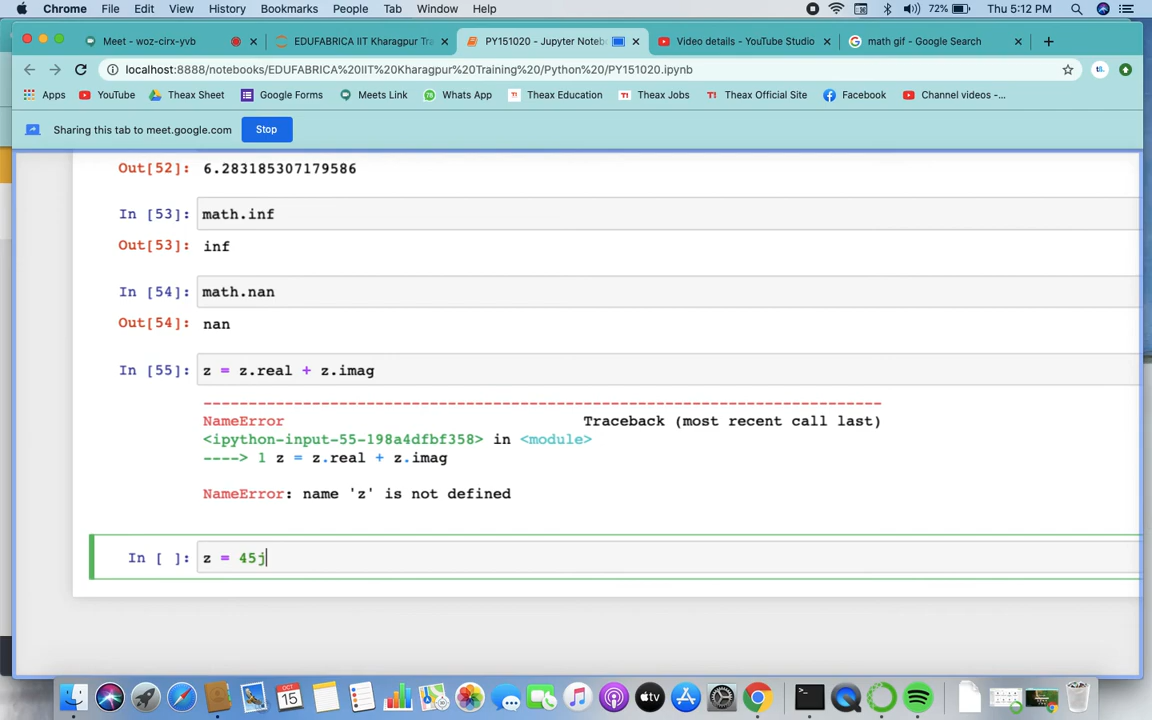 Chrome File Edit View History Bookmarks People Tab Window Help 72% Thu 5:12 PM
Meet - woz-cirx-yvb EDUFABRICA IIT Kharagpur Tra PY151020 - Jupyter Noteb Video details - YouTube Studio math gif - Google Search
localhost:8888/notebooks/EDUFABRICA%20IIT%20Kharagpur%20Training%20/Python%20/PY151020.ipynb
Apps YouTube Theax Sheet Google Forms Meets Link Whats App Theax Education Theax Jobs Theax Official Site Facebook Channel videos -...
Sharing this tab to meet.google.com Stop
Out[52]: 6.283185307179586
In [53]: math.inf
Out[53]: inf
In [54]: math.nan
Out[54]: nan
In [55]: z = z.real + z.imag
---------------------------------------------------------------------------
NameError Traceback (most recent call last)
<ipython-input-55-198a4dfbf358> in <module>
----> 1 z = z.real + z.imag
NameError: name 'z' is not defined
In [ ]: z = 45j
OCT
15